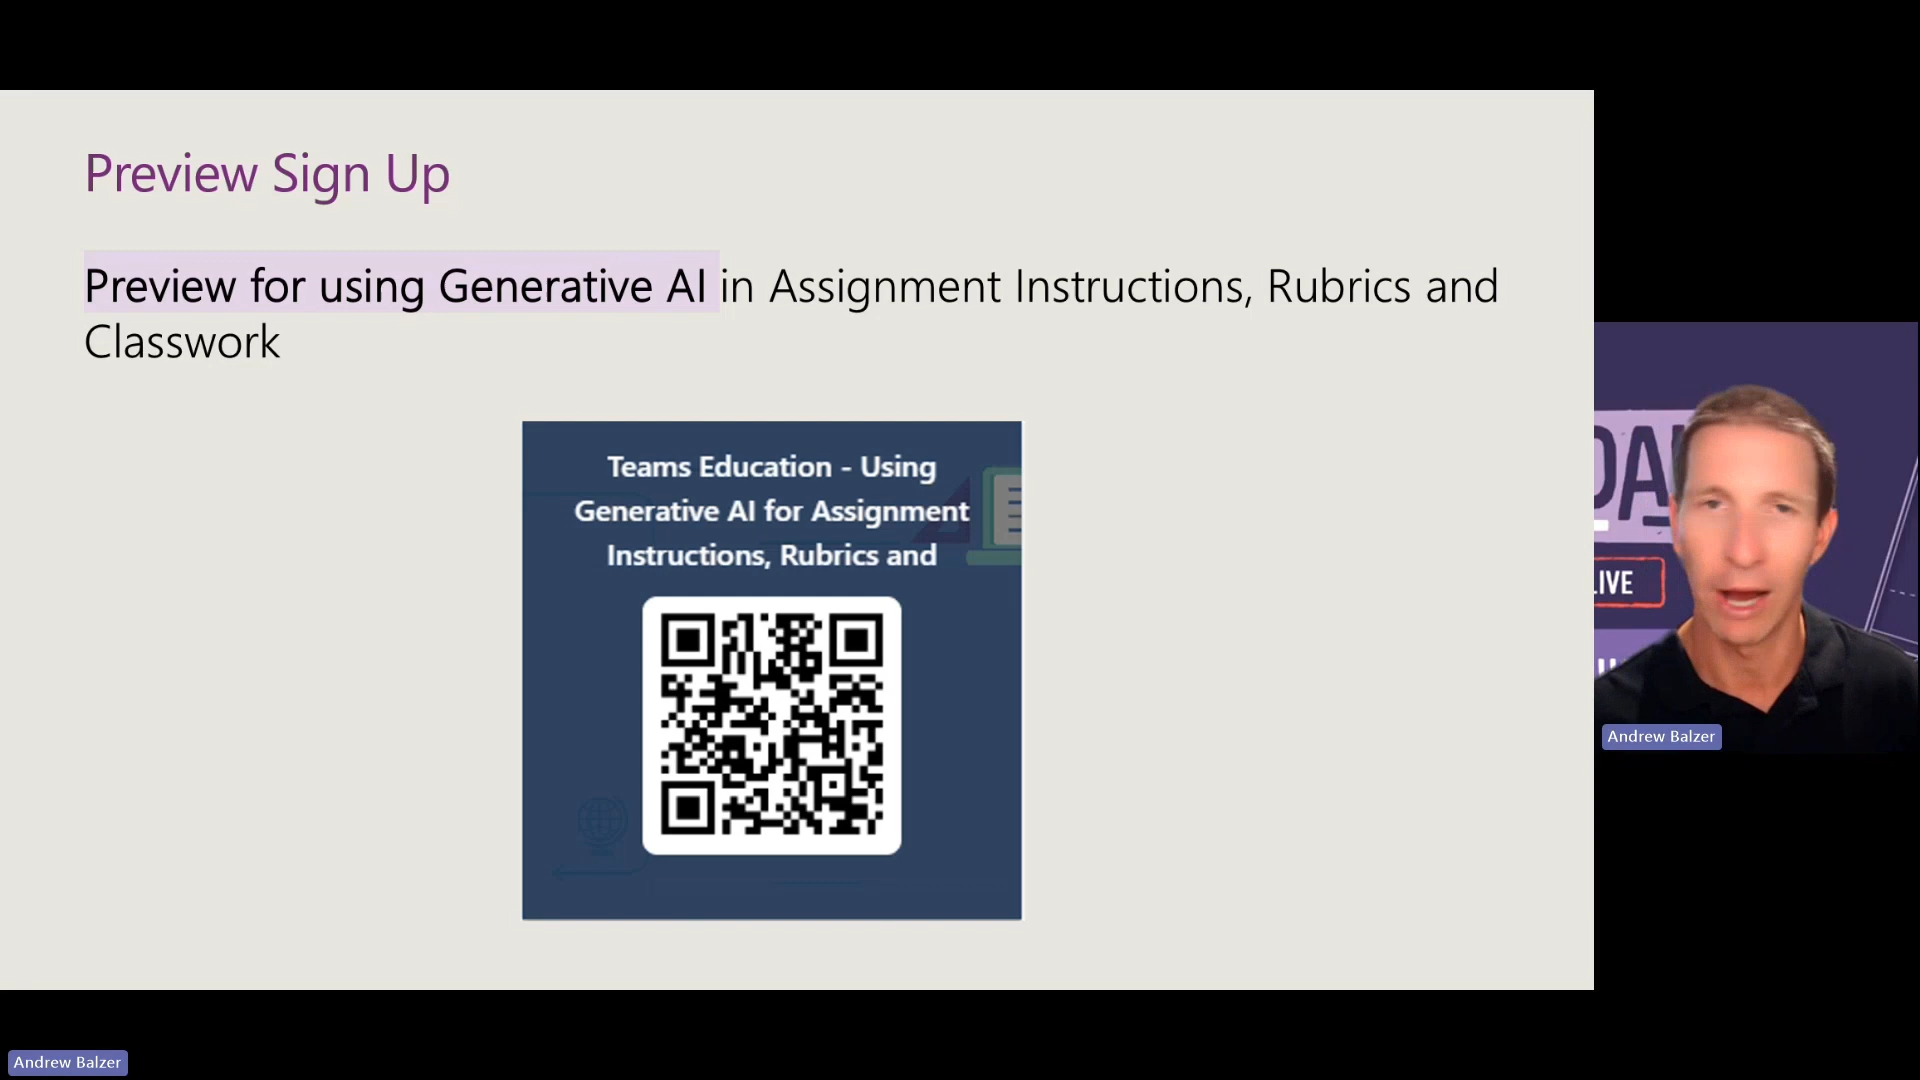 Preview Sign Up
Preview for using Generative AI in Assignment Instructions, Rubrics and
Classwork
Teams Education - Using
Generative AI for Assignment
Instructions, Rubrics and
IVE
Andrew Balzer
Andrew Balzer